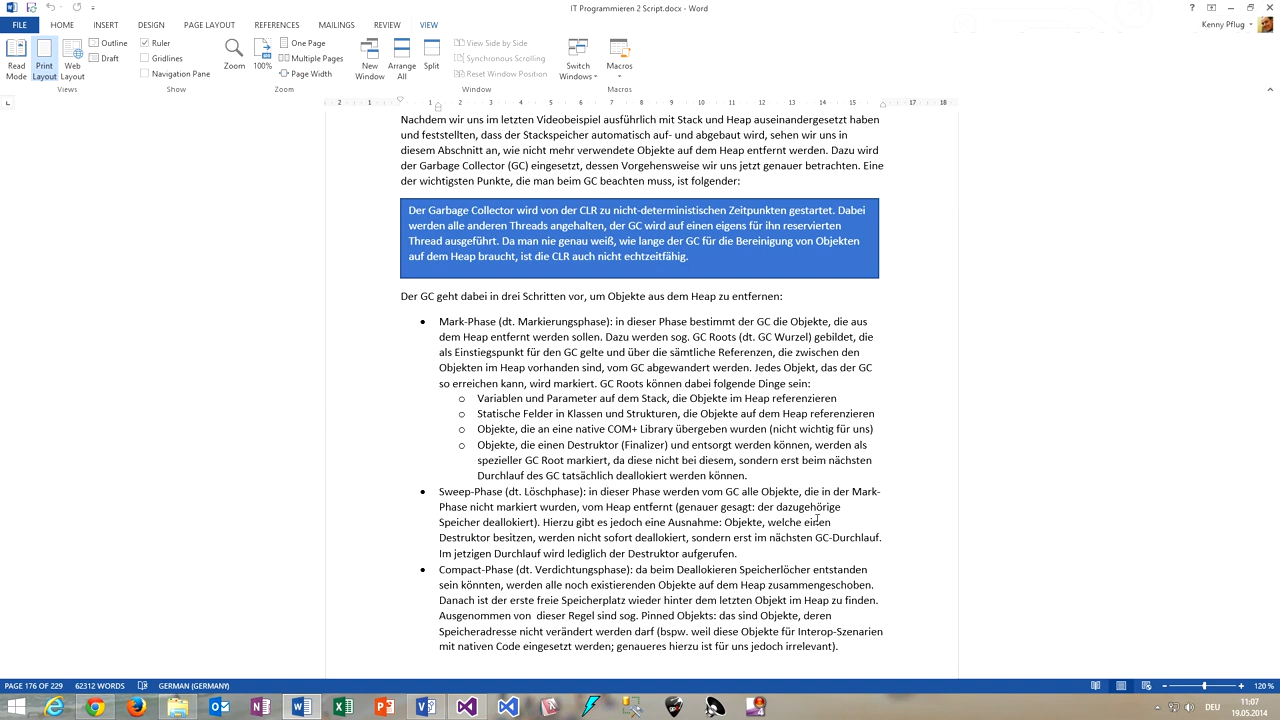 IT Programmieren 2 Script.docx - Word
FILE HOME INSERT DESIGN PAGE LAYOUT REFERENCES MAILINGS REVIEW VIEW Kenny Pflug
Read Mode
Print Layout
Web Layout
Outline
Draft
Views
Ruler
Gridlines
Navigation Pane
Show
Zoom
100%
One Page
Multiple Pages
Page Width
Zoom
New Window
Arrange All
Split
View Side by Side
Synchronous Scrolling
Reset Window Position
Window
Switch Windows
Macros
Macros
2 1 1 2 3 4 5 6 7 8 9 10 11 12 13 14 15 17 18
Nachdem wir uns im letzten Videobeispiel ausführlich mit Stack und Heap auseinandergesetzt haben
und feststellten, dass der Stackspeicher automatisch auf- und abgebaut wird, sehen wir uns in
diesem Abschnitt an, wie nicht mehr verwendete Objekte auf dem Heap entfernt werden. Dazu wird
der Garbage Collector (GC) eingesetzt, dessen Vorgehensweise wir uns jetzt genauer betrachten. Eine
der wichtigsten Punkte, die man beim GC beachten muss, ist folgender:
Der Garbage Collector wird von der CLR zu nicht-deterministischen Zeitpunkten gestartet. Dabei
werden alle anderen Threads angehalten, der GC wird auf einen eigens für ihn reservierten
Thread ausgeführt. Da man nie genau weiß, wie lange der GC für die Bereinigung von Objekten
auf dem Heap braucht, ist die CLR auch nicht echtzeitfähig.
Der GC geht dabei in drei Schritten vor, um Objekte aus dem Heap zu entfernen:
• Mark-Phase (dt. Markierungsphase): in dieser Phase bestimmt der GC die Objekte, die aus
dem Heap entfernt werden sollen. Dazu werden sog. GC Roots (dt. GC Wurzel) gebildet, die
als Einstiegspunkt für den GC gelte und über die sämtliche Referenzen, die zwischen den
Objekten im Heap vorhanden sind, vom GC abgewandert werden. Jedes Objekt, das der GC
so erreichen kann, wird markiert. GC Roots können dabei folgende Dinge sein:
o Variablen und Parameter auf dem Stack, die Objekte im Heap referenzieren
o Statische Felder in Klassen und Strukturen, die Objekte auf dem Heap referenzieren
o Objekte, die an eine native COM+ Library übergeben wurden (nicht wichtig für uns)
o Objekte, die einen Destruktor (Finalizer) und entsorgt werden können, werden als
spezieller GC Root markiert, da diese nicht bei diesem, sondern erst beim nächsten
Durchlauf des GC tatsächlich deallokiert werden können.
• Sweep-Phase (dt. Löschphase): in dieser Phase werden vom GC alle Objekte, die in der Mark-
Phase nicht markiert wurden, vom Heap entfernt (genauer gesagt: der dazugehörige
Speicher deallokiert). Hierzu gibt es jedoch eine Ausnahme: Objekte, welche einen
Destruktor besitzen, werden nicht sofort deallokiert, sondern erst im nächsten GC-Durchlauf.
Im jetzigen Durchlauf wird lediglich der Destruktor aufgerufen.
• Compact-Phase (dt. Verdichtungsphase): da beim Deallokieren Speicherlöcher entstanden
sein könnten, werden alle noch existierenden Objekte auf dem Heap zusammengeschoben.
Danach ist der erste freie Speicherplatz wieder hinter dem letzten Objekt im Heap zu finden.
Ausgenommen von dieser Regel sind sog. Pinned Objekts: das sind Objekte, deren
Speicheradresse nicht verändert werden darf (bspw. weil diese Objekte für Interop-Szenarien
mit nativen Code eingesetzt werden; genaueres hierzu ist für uns jedoch irrelevant).
PAGE 176 OF 229 62312 WORDS GERMAN (GERMANY) 120 %
DEU
11:07
19.05.2014